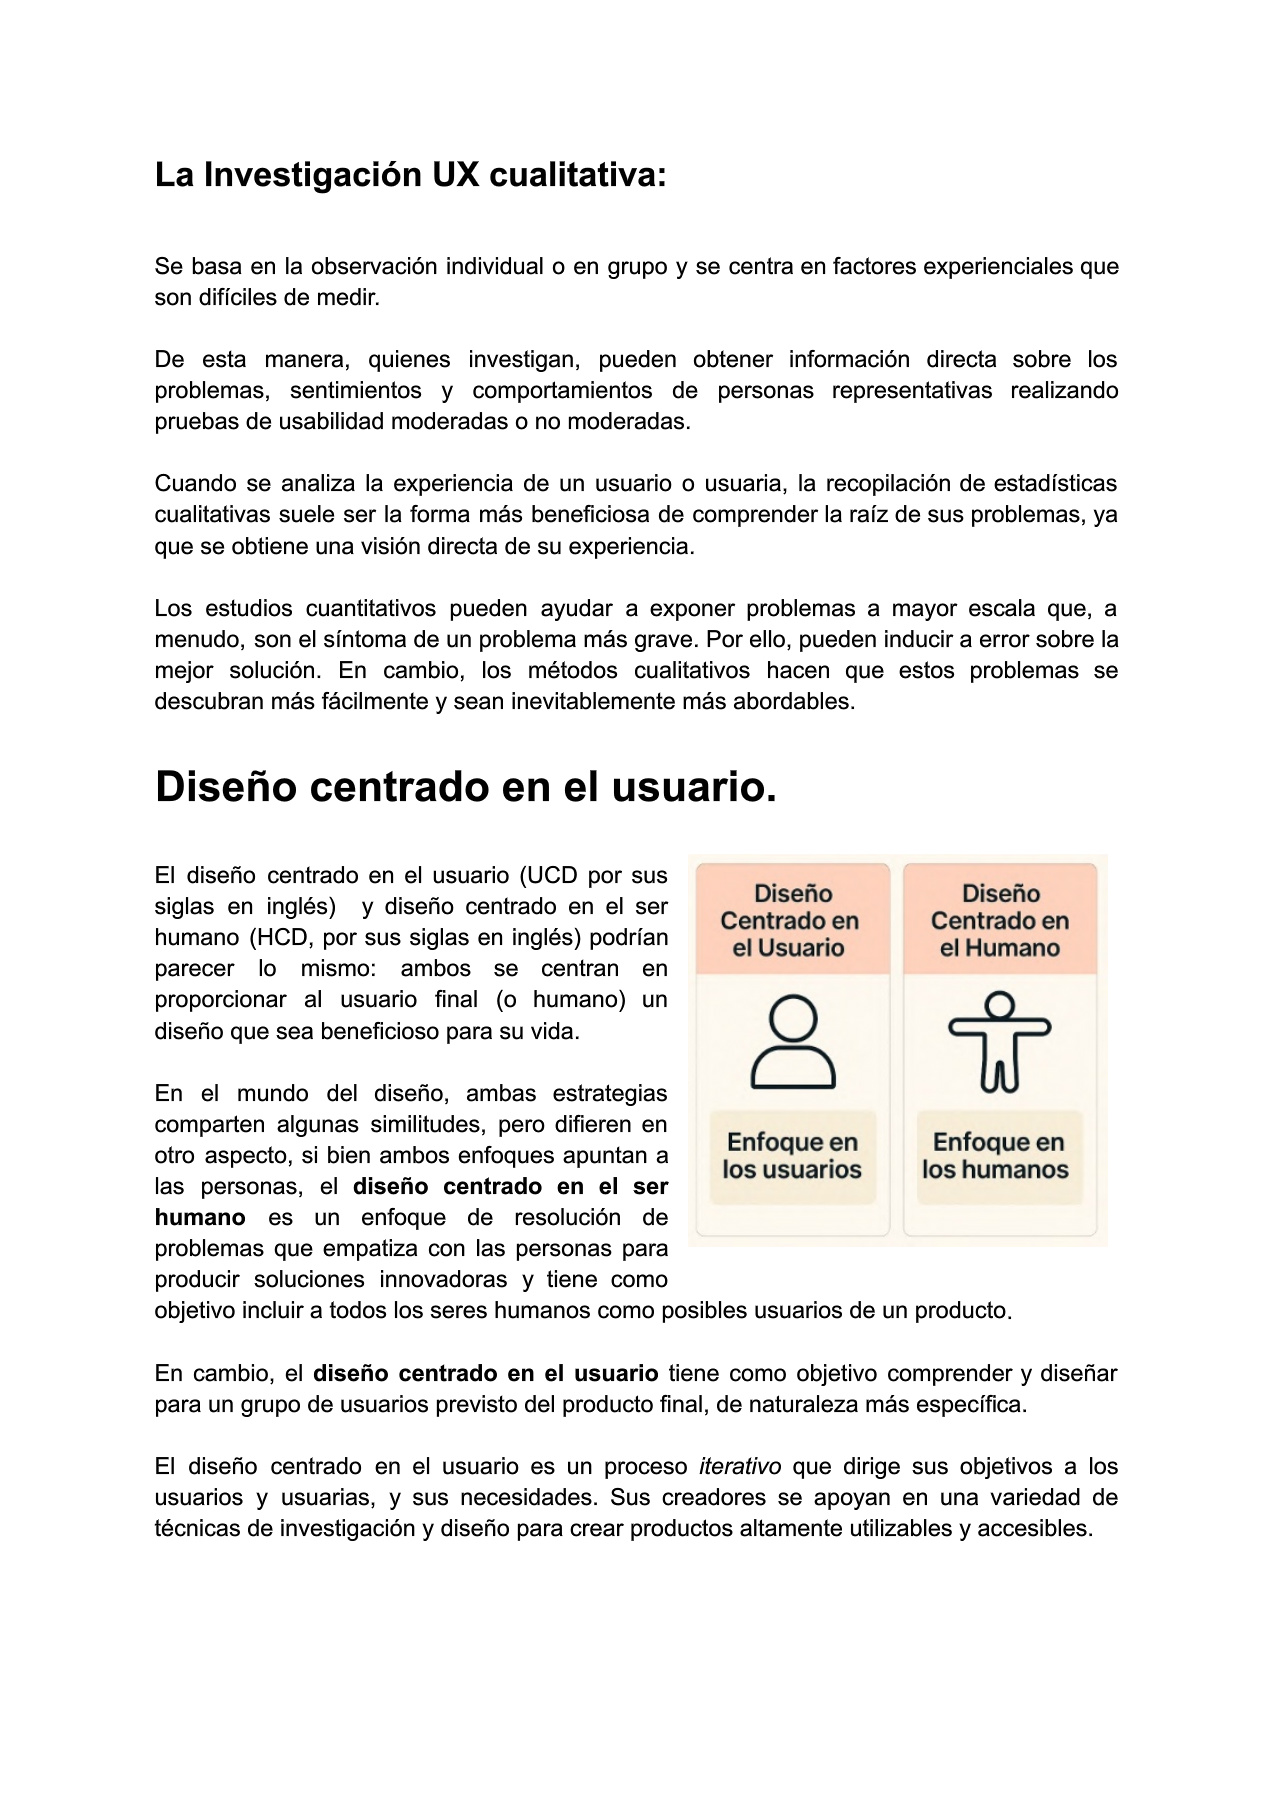 La Investigación UX cualitativa:
Se basa en la observación individual o en grupo y se centra en factores experienciales que
son difíciles de medir.
De esta manera, quienes investigan, pueden obtener información directa sobre los
problemas, sentimientos y comportamientos de personas representativas realizando
pruebas de usabilidad moderadas o no moderadas.
Cuando se analiza la experiencia de un usuario o usuaria, la recopilación de estadísticas
cualitativas suele ser la forma más beneficiosa de comprender la raíz de sus problemas, ya
que se obtiene una visión directa de su experiencia.
Los estudios cuantitativos pueden ayudar a exponer problemas a mayor escala que, a
menudo, son el síntoma de un problema más grave. Por ello, pueden inducir a error sobre la
mejor solución. En cambio, los métodos cualitativos hacen que estos problemas se
descubran más fácilmente y sean inevitablemente más abordables.
Diseño centrado en el usuario.
El diseño centrado en el usuario (UCD por sus
siglas en inglés) y diseño centrado en el ser
humano (HCD, por sus siglas en inglés) podrían
parecer lo mismo: ambos se centran en
proporcionar al usuario final (o humano) un
diseño que sea beneficioso para su vida.
En el mundo del diseño, ambas estrategias
comparten algunas similitudes, pero difieren en
otro aspecto, si bien ambos enfoques apuntan a
las personas, el diseño centrado en el ser
humano es un enfoque de resolución de
problemas que empatiza con las personas para
producir soluciones innovadoras y tiene como
objetivo incluir a todos los seres humanos como posibles usuarios de un producto.
Diseño
Centrado en
el Usuario
Enfoque en
los usuarios
Diseño
Centrado en
el Humano
Enfoque en
los humanos
En cambio, el diseño centrado en el usuario tiene como objetivo comprender y diseñar
para un grupo de usuarios previsto del producto final, de naturaleza más específica.
El diseño centrado en el usuario es un proceso iterativo que dirige sus objetivos a los
usuarios y usuarias, y sus necesidades. Sus creadores se apoyan en una variedad de
técnicas de investigación y diseño para crear productos altamente utilizables y accesibles.